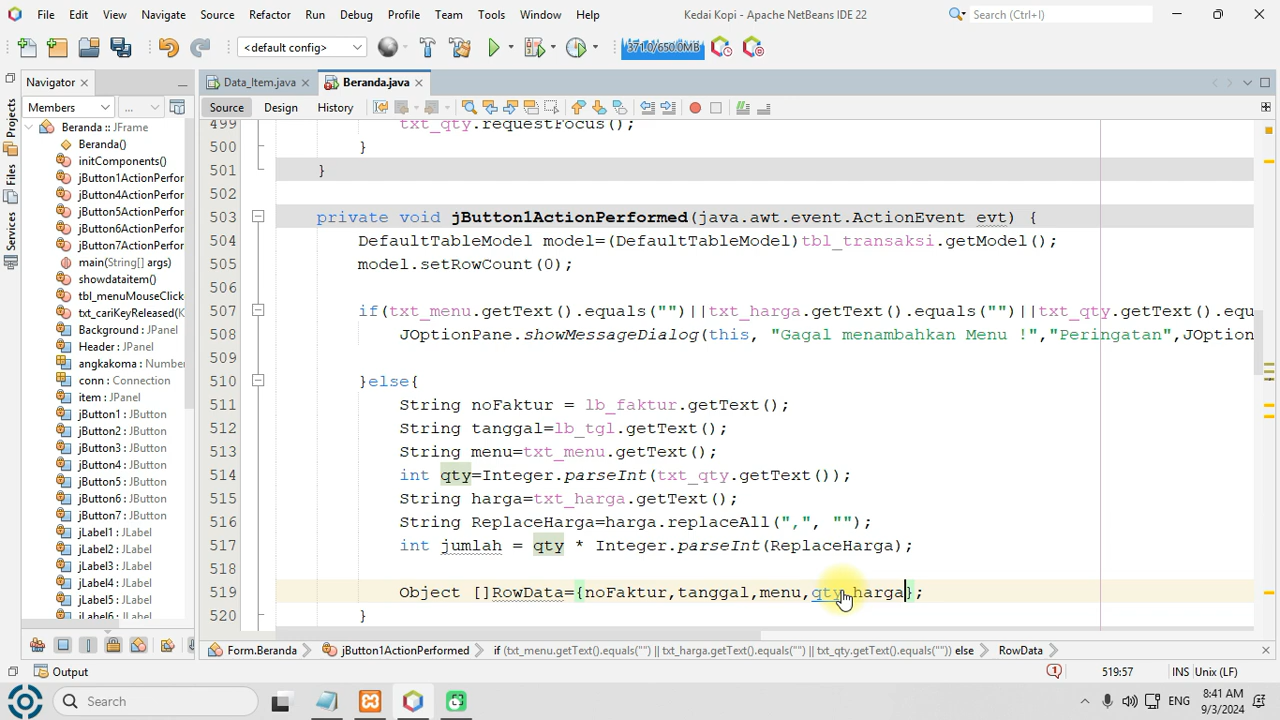 File Edit View Navigate Source Refactor Run Debug Profile Team Tools Window Help
Kedai Kopi - Apache NetBeans IDE 22
Search (Ctrl+I)
<default config>
371.0/650.0MB
Navigator
Data_Item.java
Beranda.java
Members
...
Source Design History
Projects
Files
Services
Beranda :: JFrame
Beranda()
initComponents()
jButton1ActionPerfor
jButton4ActionPerfor
jButton5ActionPerfor
jButton6ActionPerfor
jButton7ActionPerfor
main(String[] args)
showdataitem()
tbl_menuMouseClick
txt_cariKeyReleased(K
Background : JPanel
Header : JPanel
angkakoma : Numbe
conn : Connection
item : JPanel
jButton1 : JButton
jButton2 : JButton
jButton3 : JButton
jButton4 : JButton
jButton5 : JButton
jButton6 : JButton
jButton7 : JButton
jLabel1 : JLabel
jLabel2 : JLabel
jLabel3 : JLabel
jLabel4 : JLabel
jLabel5 : JLabel
jLabel6 : JLabel
499 txt_qty.requestFocus();
500 }
501 }
502
503 private void jButton1ActionPerformed(java.awt.event.ActionEvent evt) {
504 DefaultTableModel model=(DefaultTableModel)tbl_transaksi.getModel();
505 model.setRowCount(0);
506
507 if(txt_menu.getText().equals("")||txt_harga.getText().equals("")||txt_qty.getText().equ
508 JOptionPane.showMessageDialog(this, "Gagal menambahkan Menu !","Peringatan",JOption
509
510 }else{
511 String noFaktur = lb_faktur.getText();
512 String tanggal=lb_tgl.getText();
513 String menu=txt_menu.getText();
514 int qty=Integer.parseInt(txt_qty.getText());
515 String harga=txt_harga.getText();
516 String ReplaceHarga=harga.replaceAll(",", "");
517 int jumlah = qty * Integer.parseInt(ReplaceHarga);
518
519 Object []RowData={noFaktur,tanggal,menu,qty,harga};
520 }
Form.Beranda jButton1ActionPerformed if (txt_menu.getText().equals("") || txt_harga.getText().equals("") || txt_qty.getText().equals("")) else RowData
Output
1
519:57
INS Unix (LF)
Search
ENG
8:41 AM
9/3/2024